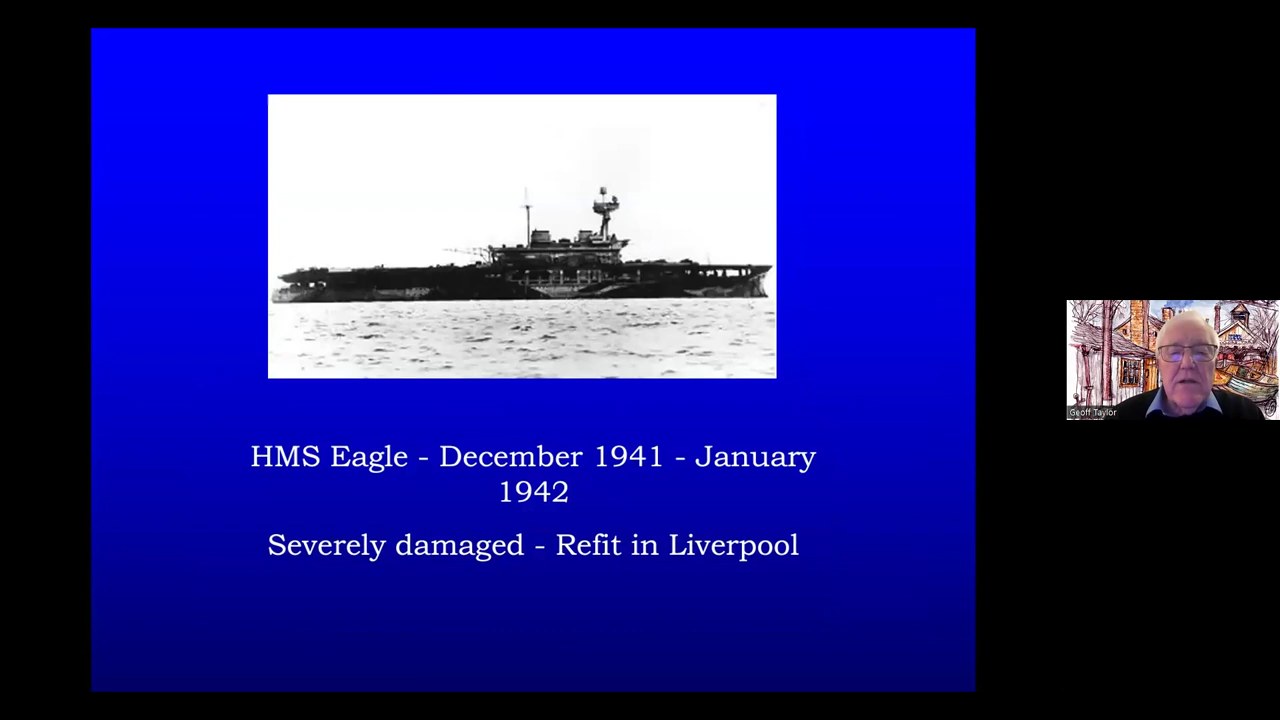 HMS Eagle - December 1941 - January
1942
Severely damaged - Refit in Liverpool
Geoff Taylor